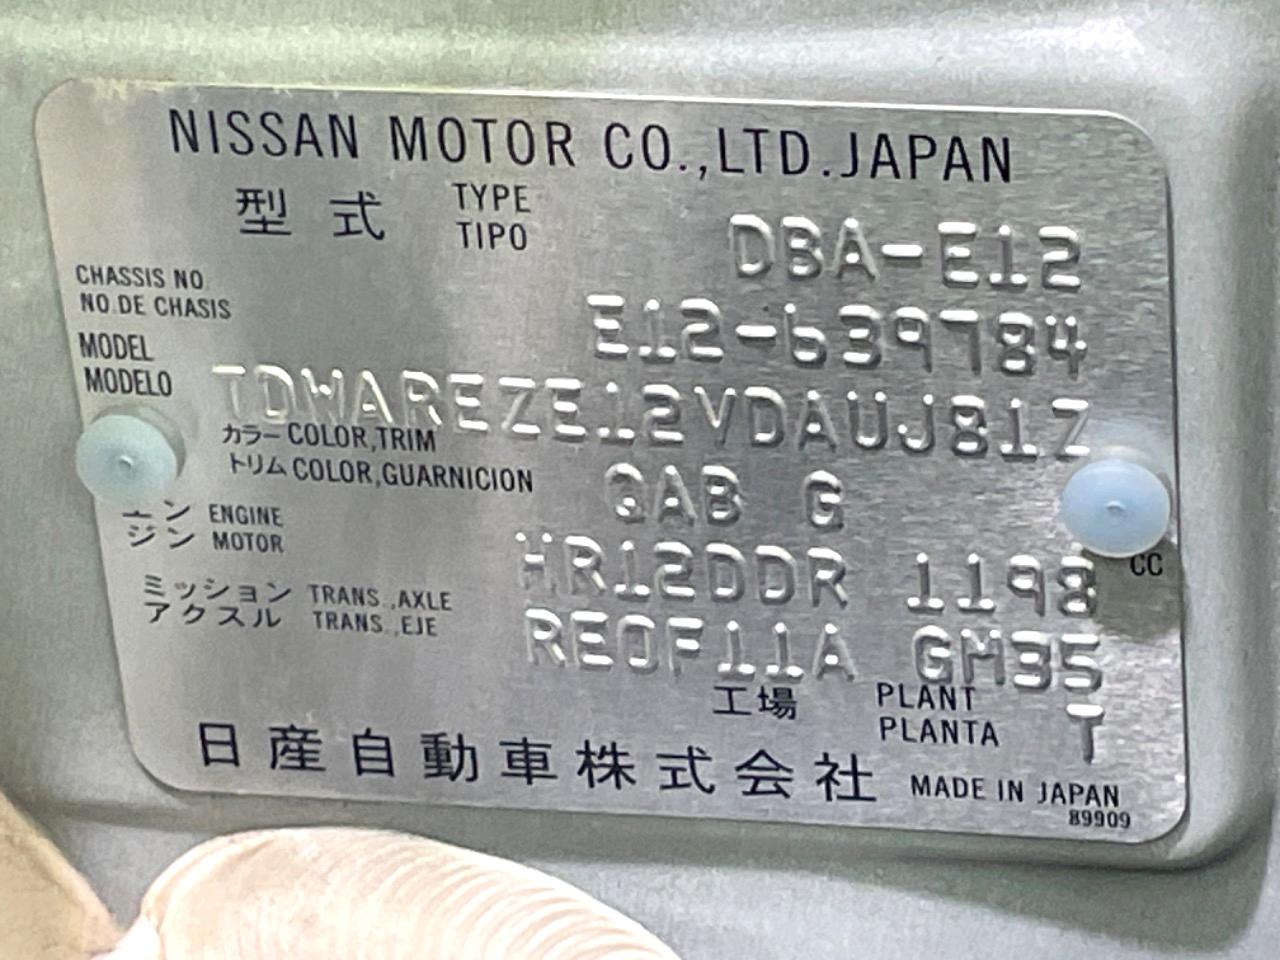 NISSAN MOTOR CO.,LTD.JAPAN
型式 TYPE
TIPO
DBA-E12
CHASSIS NO.
NO.DE CHASIS
E12-639784
MODEL
MODELO
TDWAREZE12VDAUJ81Z
カラー COLOR,TRIM
トリム COLOR,GUARNICION
QAB G
エンジン ENGINE
MOTOR
HR12DDR 1198 CC
ミッション TRANS.,AXLE
アクスル TRANS.,EJE
RE0F11A GM35
工場 PLANT
PLANTA
T
日産自動車株式会社 MADE IN JAPAN
89909